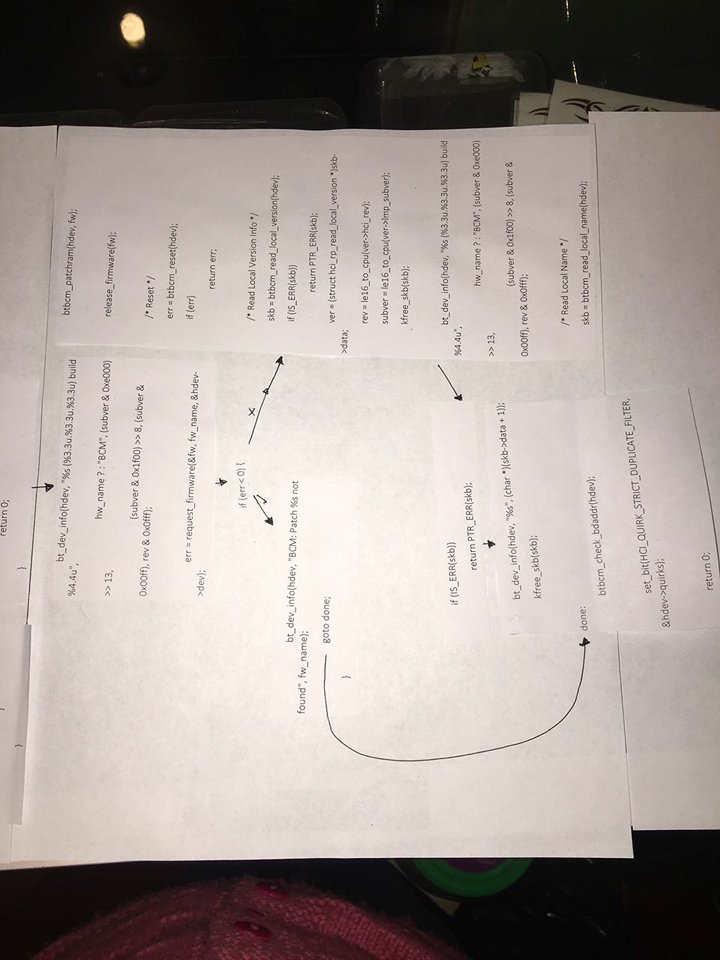 return 0;
}
}
}
bt_dev_info(hdev, "%s (%3.3u.%3.3u.%3.3u) build
%4.4u",
hw_name ? : "BCM", (subver & 0xe000)
>> 13,
(subver & 0x1f00) >> 8, (subver &
0x00ff), rev & 0x0fff);
err = request_firmware(&fw, fw_name, &hdev-
>dev);
if (err < 0) {
x
bt_dev_info(hdev, "BCM: Patch %s not
found", fw_name);
goto done;
}
btbcm_patchram(hdev, fw);
release_firmware(fw);
/* Reset */
err = btbcm_reset(hdev);
if (err)
return err;
/* Read Local Version Info */
skb = btbcm_read_local_version(hdev);
if (IS_ERR(skb))
return PTR_ERR(skb);
ver = (struct hci_rp_read_local_version *)skb-
>data;
rev = le16_to_cpu(ver->hci_rev);
subver = le16_to_cpu(ver->lmp_subver);
kfree_skb(skb);
bt_dev_info(hdev, "%s (%3.3u.%3.3u.%3.3u) build
%4.4u",
hw_name ? : "BCM", (subver & 0xe000)
>> 13,
(subver & 0x1f00) >> 8, (subver &
0x00ff), rev & 0x0fff);
/* Read Local Name */
skb = btbcm_read_local_name(hdev);
if (IS_ERR(skb))
return PTR_ERR(skb);
bt_dev_info(hdev, "%s", (char *)(skb->data + 1));
kfree_skb(skb);
done:
btbcm_check_bdaddr(hdev);
set_bit(HCI_QUIRK_STRICT_DUPLICATE_FILTER,
&hdev->quirks);
return 0;